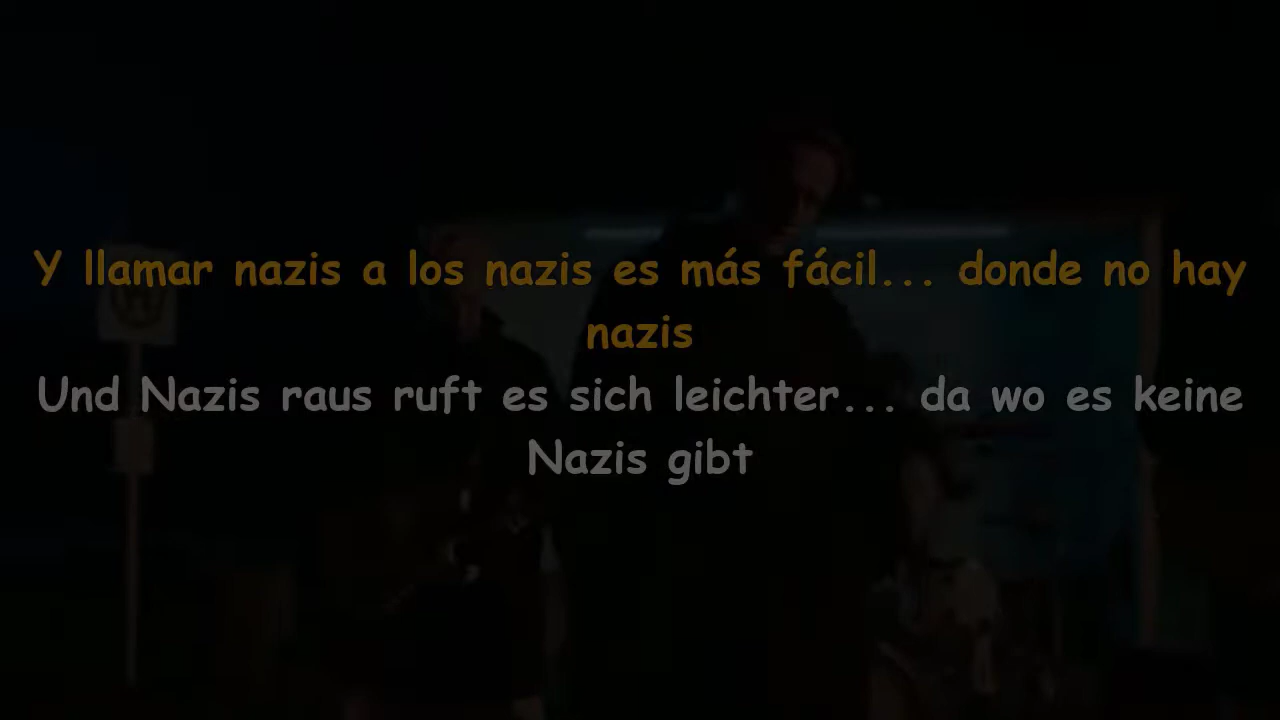 Y llamar nazis a los nazis es más fácil... donde no hay
nazis
Und Nazis raus ruft es sich leichter... da wo es keine
Nazis gibt